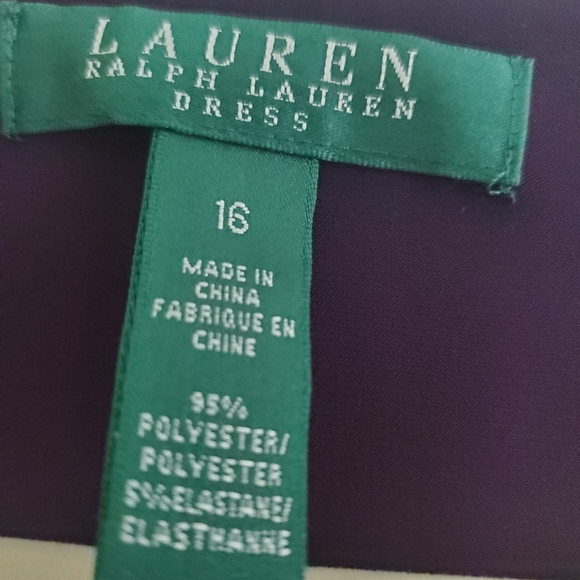 LAUREN
RALPH LAUREN
DRESS
16
MADE IN
CHINA
FABRIQUE EN
CHINE
95%
POLYESTER/
POLYESTER
5%ELASTANE/
ELASTHANNE